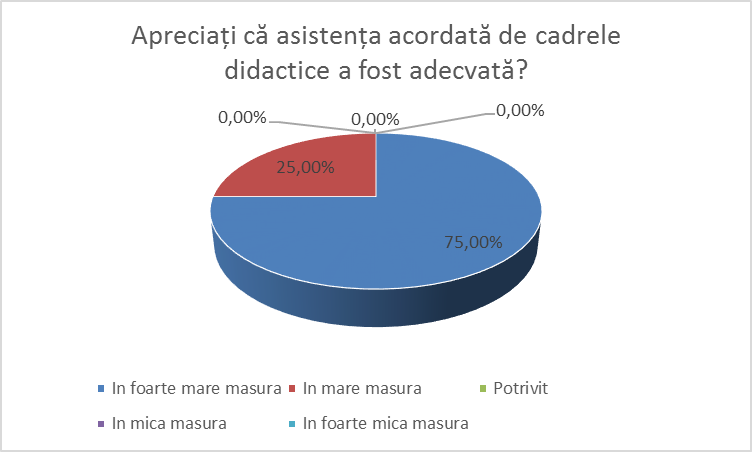 Apreciați că asistența acordată de cadrele
didactice a fost adecvată?
0,00%
0,00%
0,00%
25,00%
75,00%
In foarte mare masura
In mare masura
Potrivit
In mica masura
In foarte mica masura